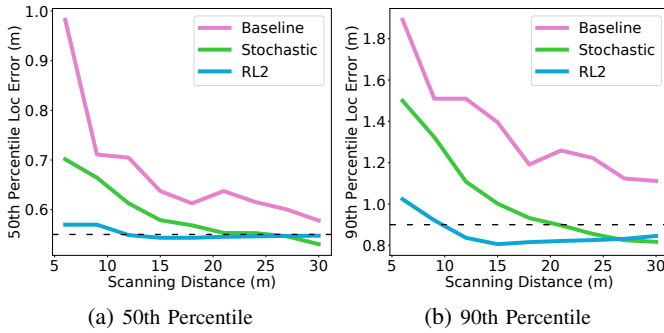 50th Percentile Loc Error (m)
1.0
0.9
0.8
0.7
0.6
Baseline
Stochastic
RL2
5 10 15 20 25 30
Scanning Distance (m)
(a) 50th Percentile
90th Percentile Loc Error (m)
1.8
1.6
1.4
1.2
1.0
0.8
Baseline
Stochastic
RL2
5 10 15 20 25 30
Scanning Distance (m)
(b) 90th Percentile